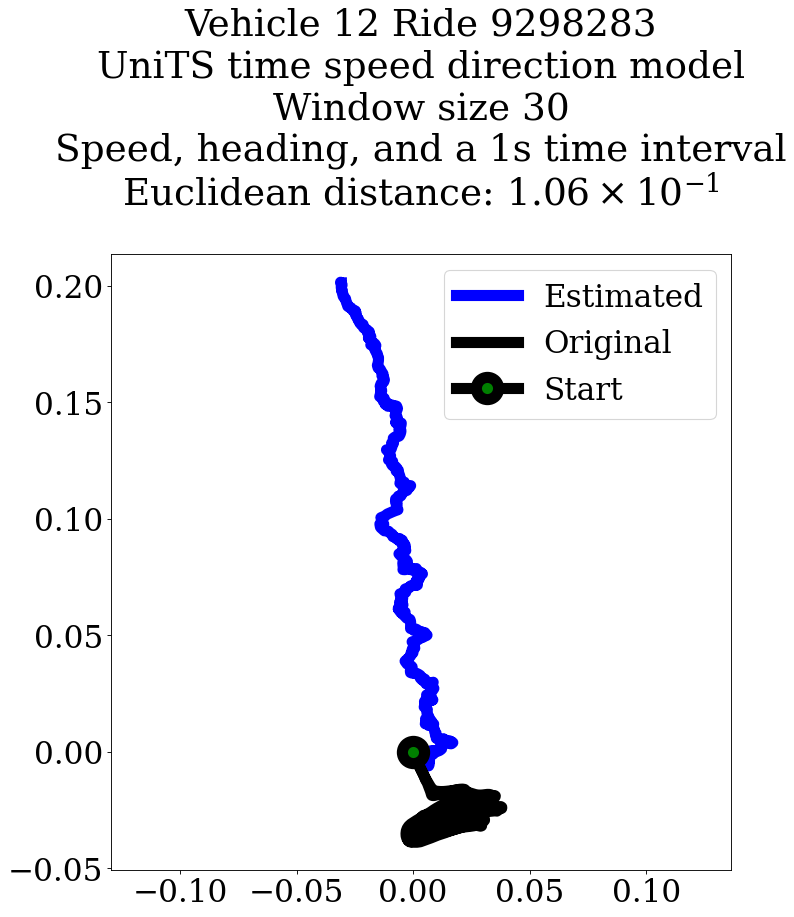 Vehicle 12 Ride 9298283
UniTS time speed direction model
Window size 30
Speed, heading, and a 1s time interval
Euclidean distance: 1.06 × 10⁻¹
Estimated
Original
Start
0.20
0.15
0.10
0.05
0.00
−0.05
−0.10 −0.05 0.00 0.05 0.10